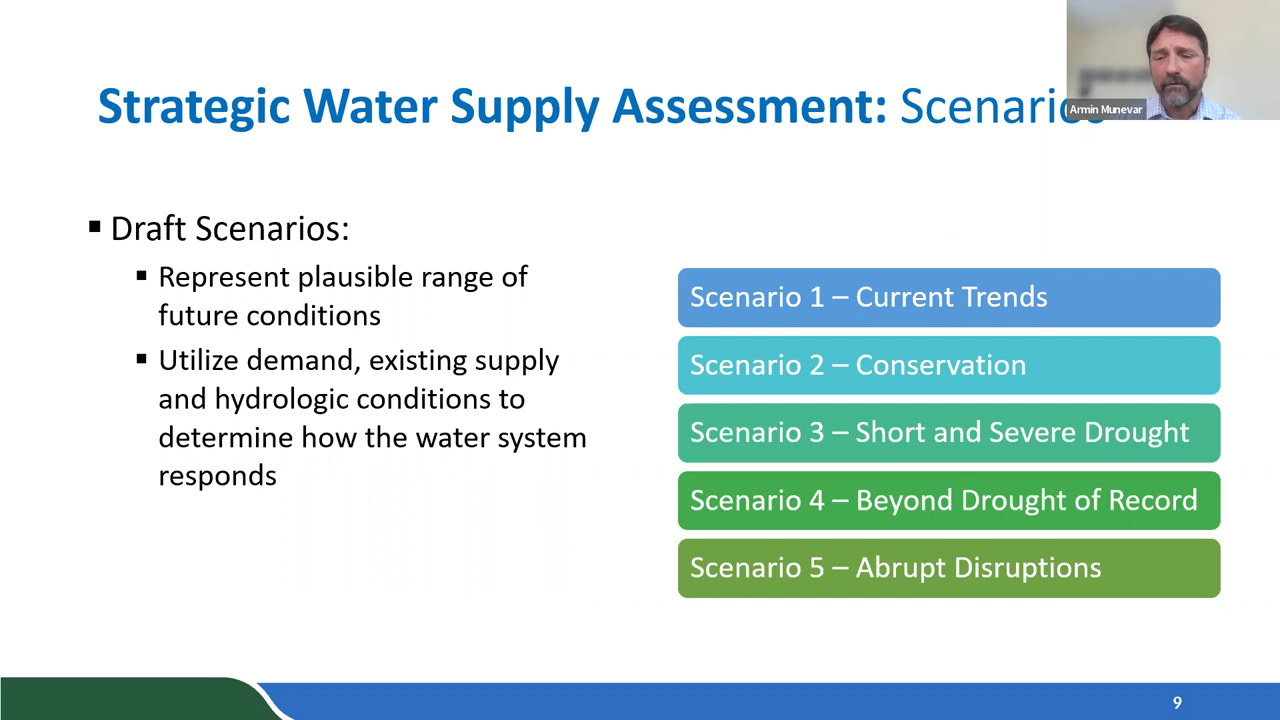 Strategic Water Supply Assessment: Scenarios
Armin Munevar
▪ Draft Scenarios:
▪ Represent plausible range of
future conditions
▪ Utilize demand, existing supply
and hydrologic conditions to
determine how the water system
responds
Scenario 1 – Current Trends
Scenario 2 – Conservation
Scenario 3 – Short and Severe Drought
Scenario 4 – Beyond Drought of Record
Scenario 5 – Abrupt Disruptions
9